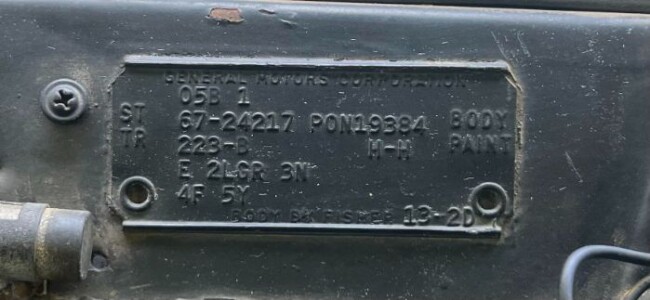 GENERAL MOTORS CORPORATION
05B 1
ST 67-24217 PON19384 BODY
TR 223-B H-H PAINT
E 2LGR 3N
4F 5Y
BODY BY FISHER 13-2D